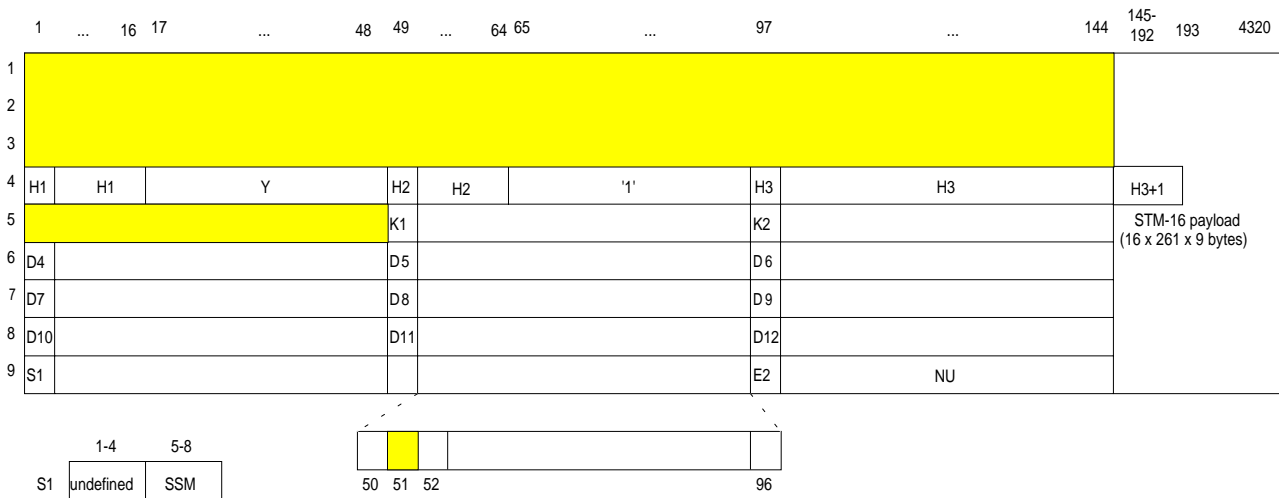 1 ... 16 17 ... 48 49 ... 64 65 ... 97 ... 144 145-192 193 4320
1
2
3
4 H1 H1 Y H2 H2 '1' H3 H3 H3+1
5 K1 K2 STM-16 payload
(16 x 261 x 9 bytes)
6 D4 D5 D6
7 D7 D8 D9
8 D10 D11 D12
9 S1 E2 NU
1-4 5-8
S1 undefined SSM 50 51 52 96